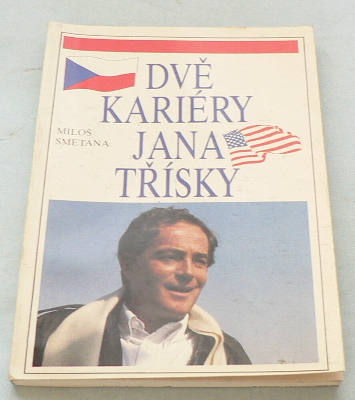 DVĚ
KARIÉRY
JANA
TŘÍSKY
MILOŠ
SMETANA